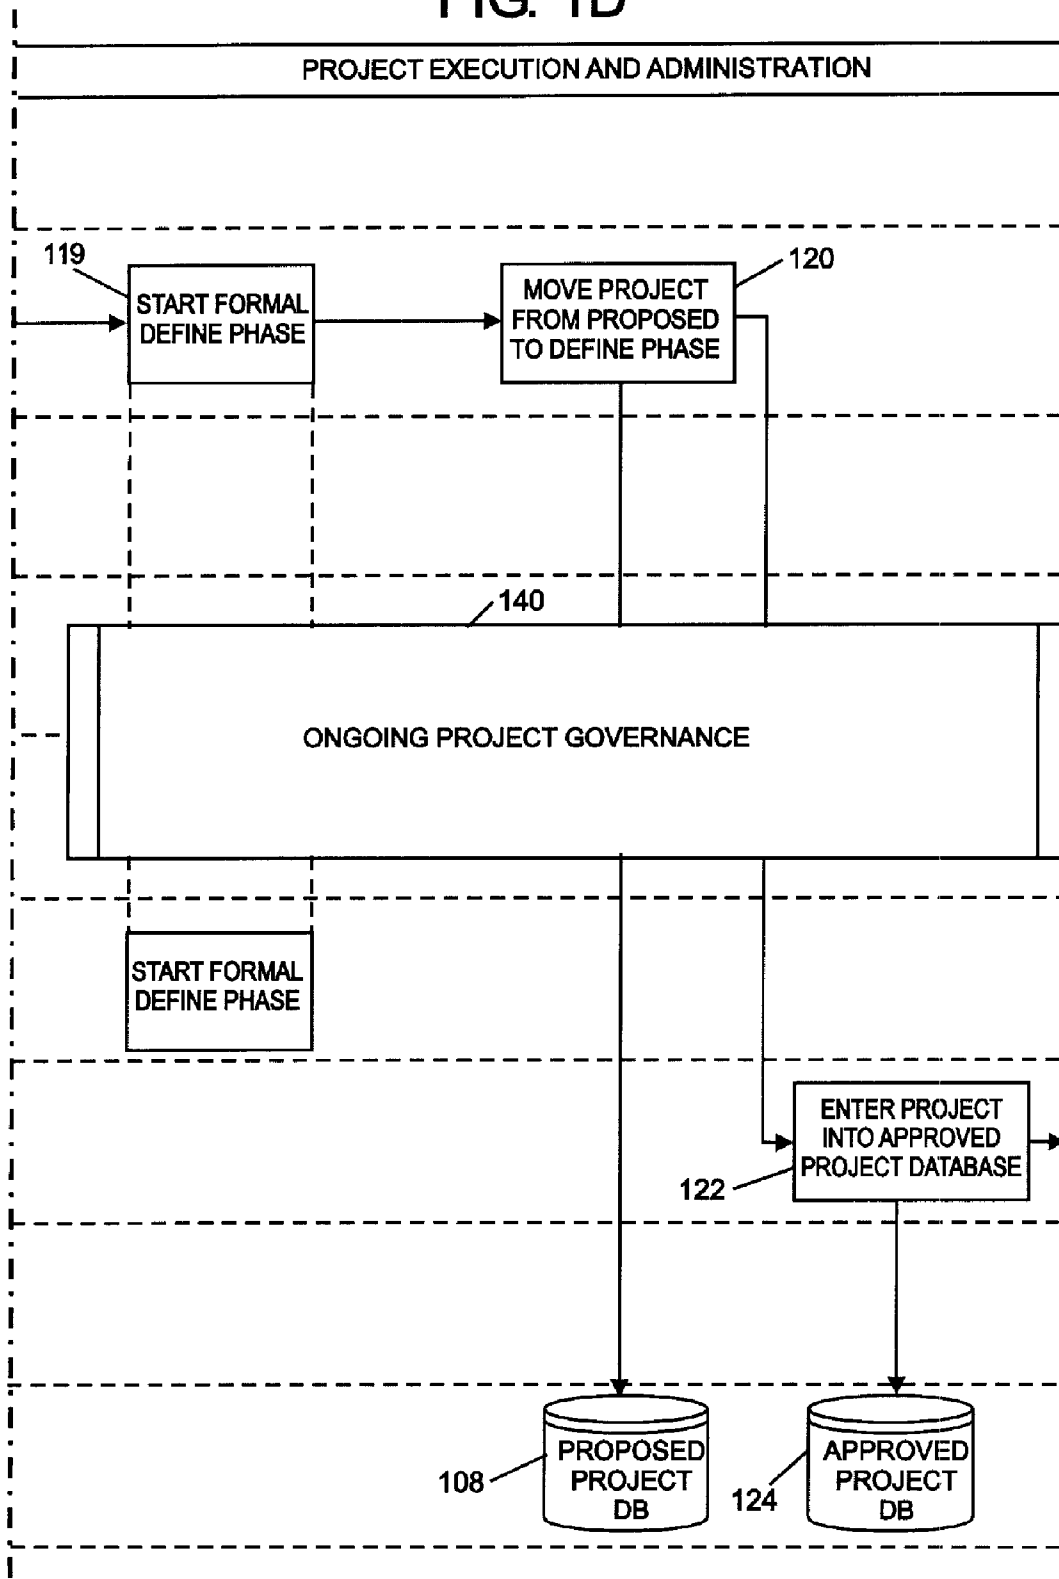 FIG. 1D
PROJECT EXECUTION AND ADMINISTRATION
119
START FORMAL
DEFINE PHASE
120
MOVE PROJECT
FROM PROPOSED
TO DEFINE PHASE
140
ONGOING PROJECT GOVERNANCE
START FORMAL
DEFINE PHASE
ENTER PROJECT
INTO APPROVED
PROJECT DATABASE
122
PROPOSED
PROJECT
DB
108
APPROVED
PROJECT
DB
124